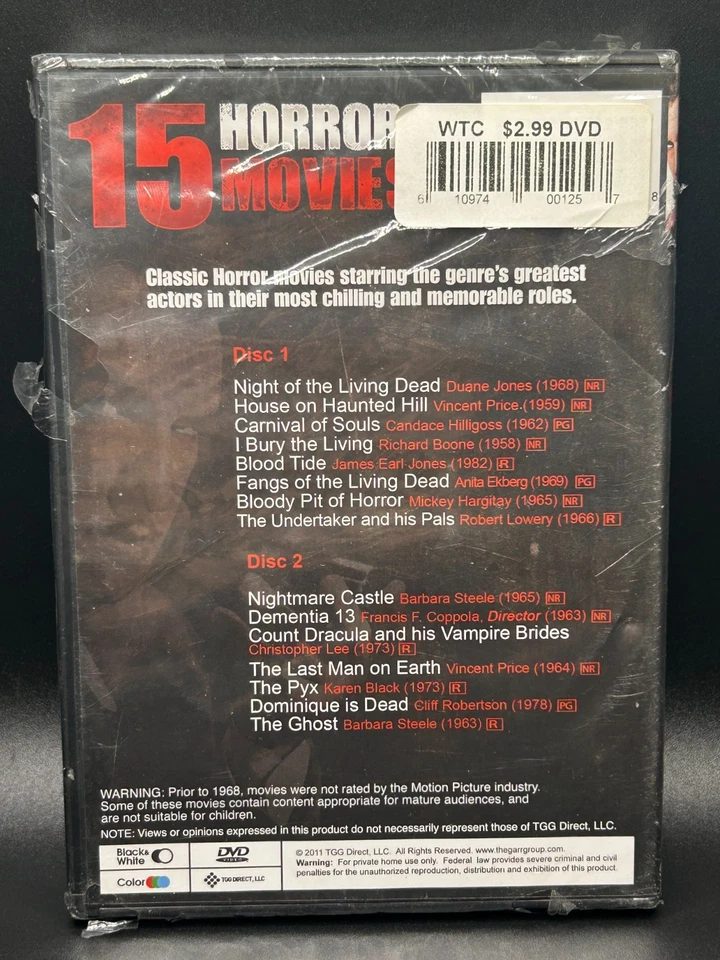 15 HORROR
MOVIES
WTC $2.99 DVD
6 10974 00125 7
8
Classic Horror movies starring the genre's greatest
actors in their most chilling and memorable roles.
Disc 1
Night of the Living Dead Duane Jones (1968) NR
House on Haunted Hill Vincent Price.(1959) NR
Carnival of Souls Candace Hilligoss (1962) PG
I Bury the Living Richard Boone (1958) NR
Blood Tide James Earl Jones (1982) R
Fangs of the Living Dead Anita Ekberg (1969) PG
Bloody Pit of Horror Mickey Hargitay (1965) NR
The Undertaker and his Pals Robert Lowery (1966) R
Disc 2
Nightmare Castle Barbara Steele (1965) NR
Dementia 13 Francis F. Coppola, Director (1963) NR
Count Dracula and his Vampire Brides
Christopher Lee (1973) R
The Last Man on Earth Vincent Price (1964) NR
The Pyx Karen Black (1973) R
Dominique is Dead Cliff Robertson (1978) PG
The Ghost Barbara Steele (1963) R
WARNING: Prior to 1968, movies were not rated by the Motion Picture industry.
Some of these movies contain content appropriate for mature audiences, and
are not suitable for children.
NOTE: Views or opinions expressed in this product do not necessarily represent those of TGG Direct, LLC.
Black &
White
DVD
VIDEO
Color
TGG DIRECT, LLC
© 2011 TGG Direct, LLC. All Rights Reserved. www.thegarrgroup.com.
Warning: For private home use only. Federal law provides severe criminal and civil
penalties for the unauthorized reproduction, distribution and exhibition of this product.